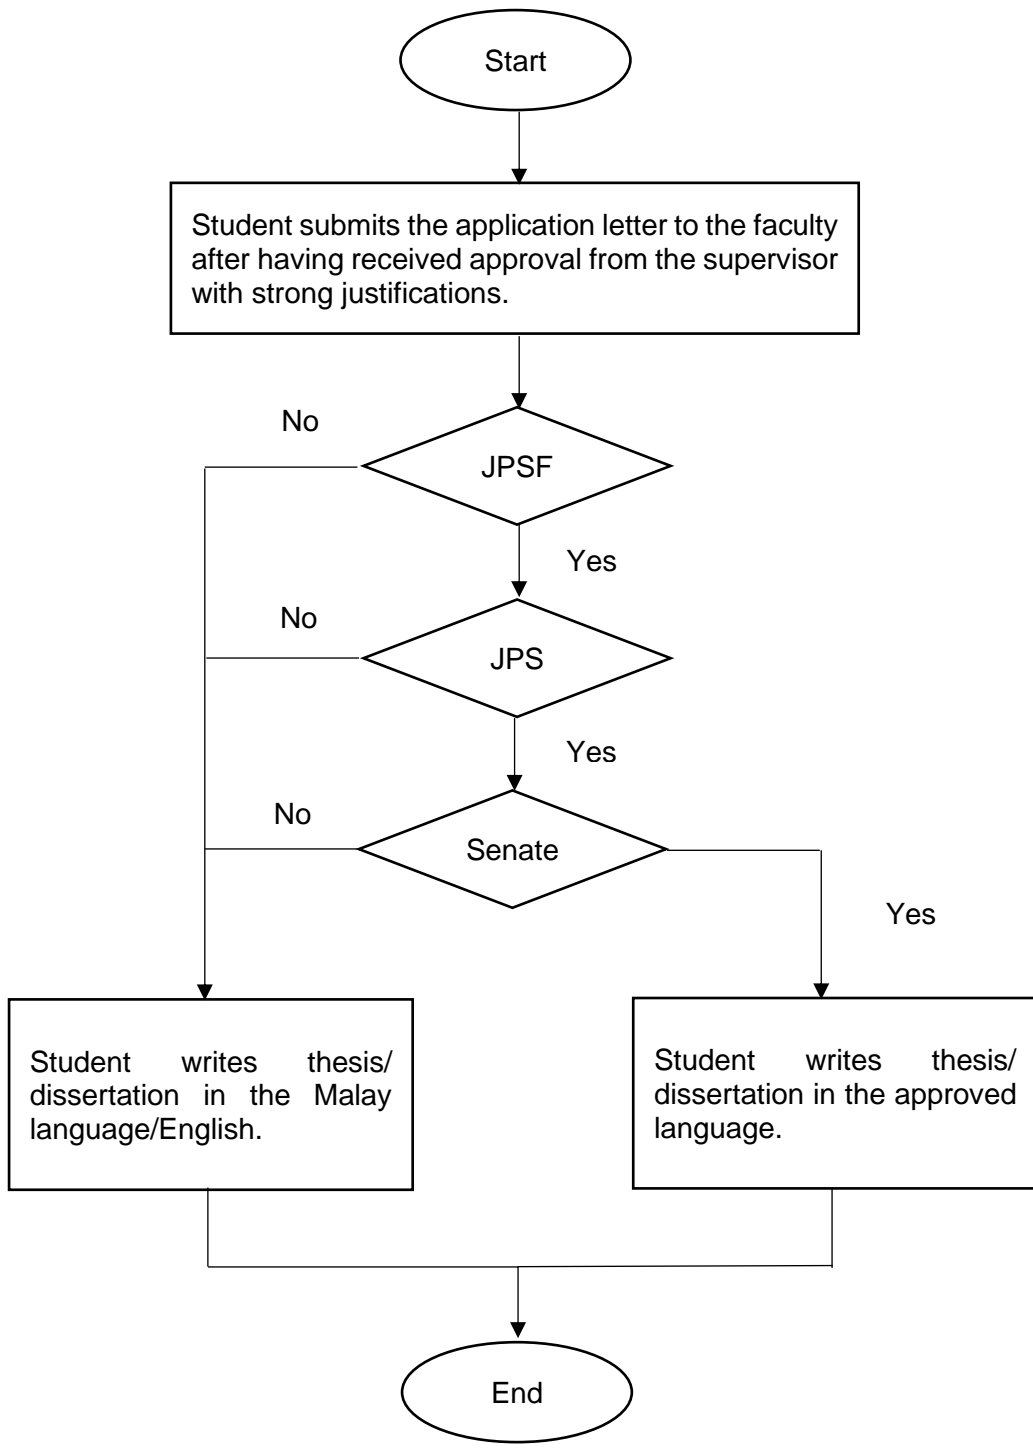 Start
Student submits the application letter to the faculty
after having received approval from the supervisor
with strong justifications.
No
JPSF
Yes
No
JPS
Yes
No
Senate
Yes
Student writes thesis/
dissertation in the Malay
language/English.
Student writes thesis/
dissertation in the approved
language.
End